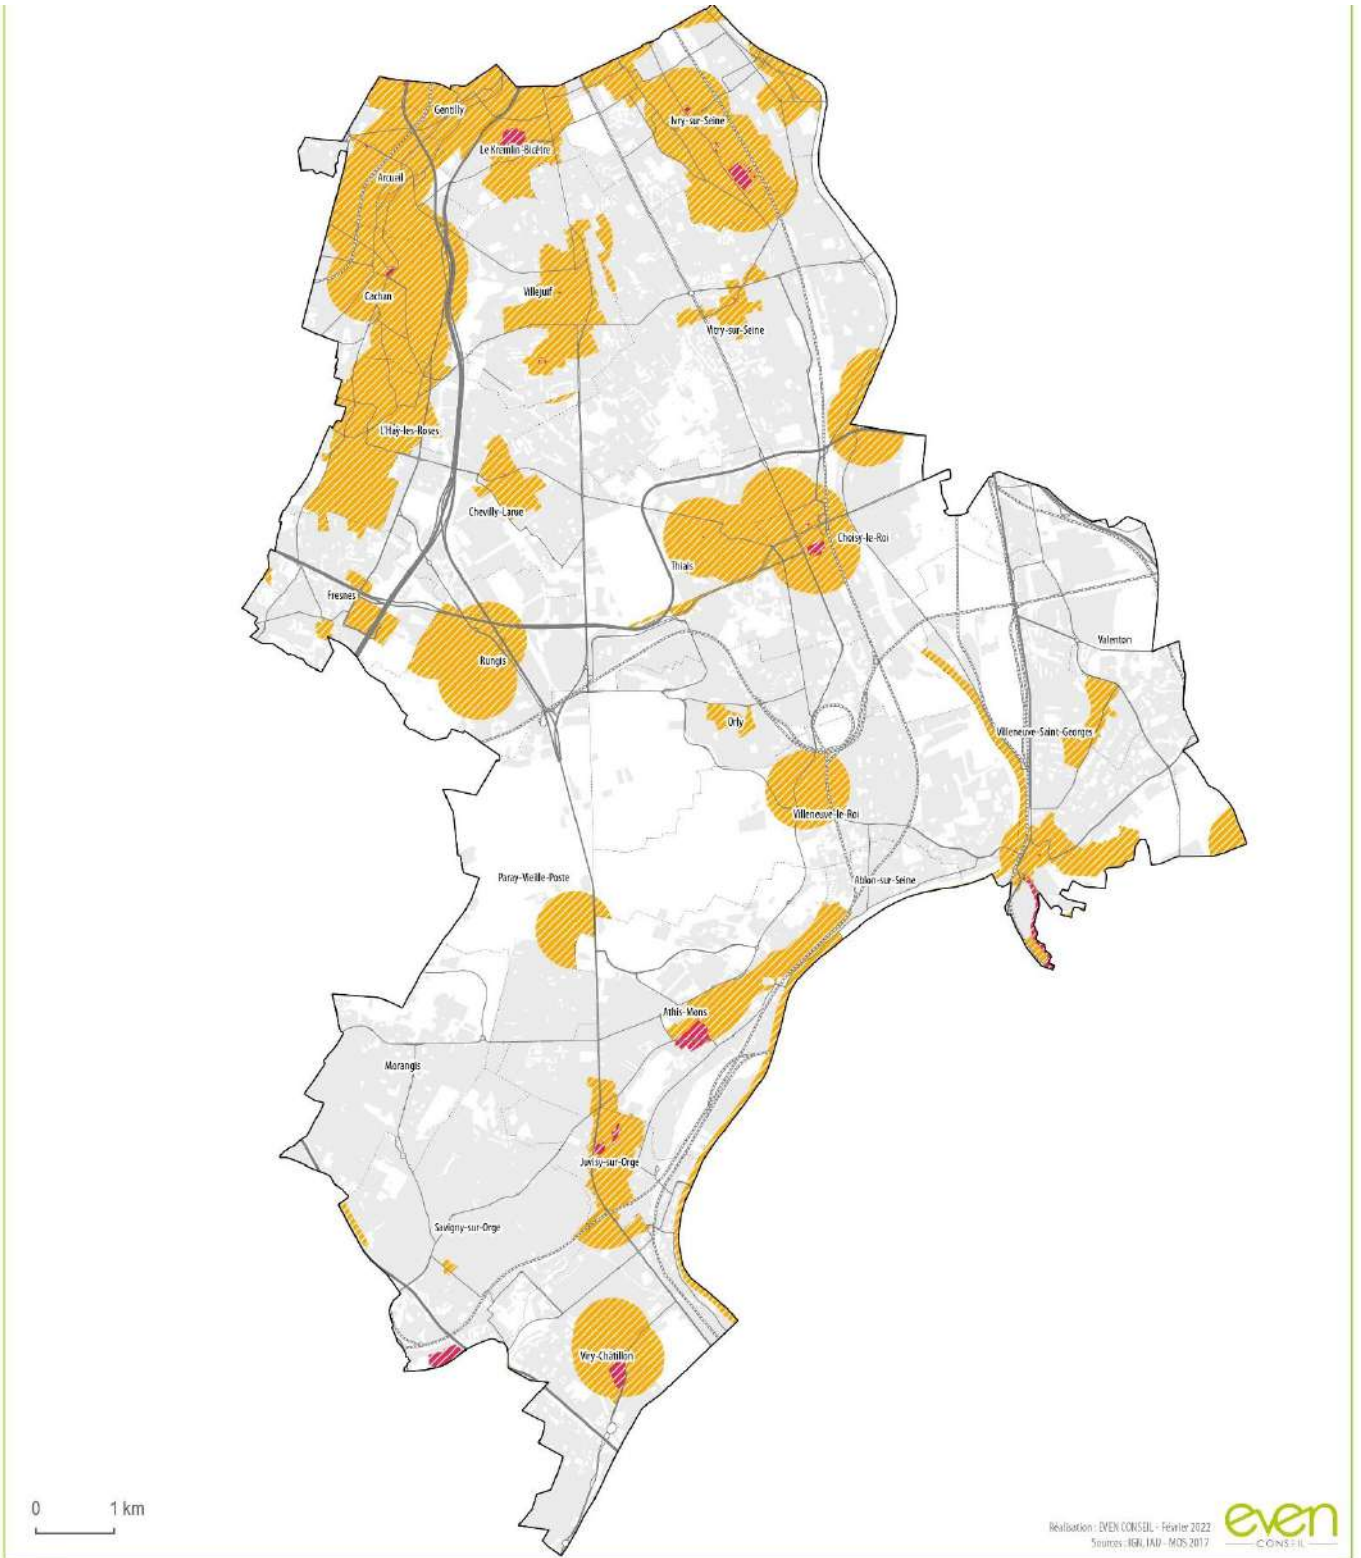 Gentilly
Ivry-sur-Seine
Le Kremlin-Bicêtre
Arcueil
Cachan
Villejuif
Vitry-sur-Seine
L'Haÿ-les-Roses
Chevilly-Larue
Choisy-le-Roi
Thiais
Fresnes
Valenton
Rungis
Orly
Villeneuve-Saint-Georges
Villeneuve-le-Roi
Paray-Vieille-Poste
Ablon-sur-Seine
Athis-Mons
Morangis
Juvisy-sur-Orge
Savigny-sur-Orge
Viry-Châtillon
0 1 km
Réalisation : EVEN CONSEIL - Février 2022
Sources : IGN, IAU - MOS 2017
even
CONSEIL